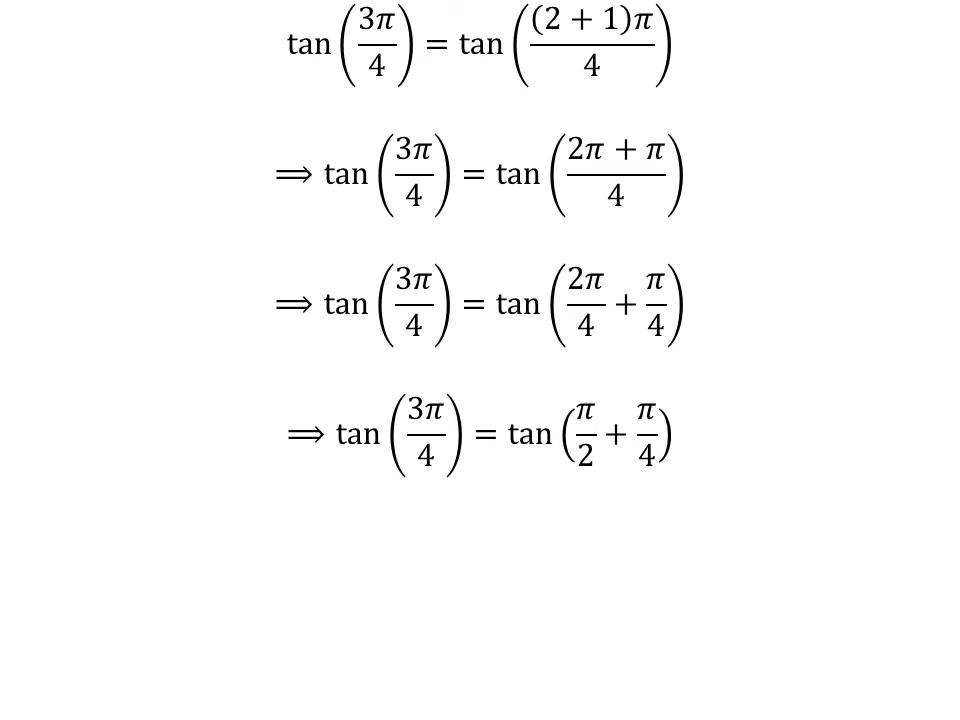 tan(3π/4) = tan((2 + 1)π/4)
⟹ tan(3π/4) = tan((2π + π)/4)
⟹ tan(3π/4) = tan(2π/4 + π/4)
⟹ tan(3π/4) = tan(π/2 + π/4)